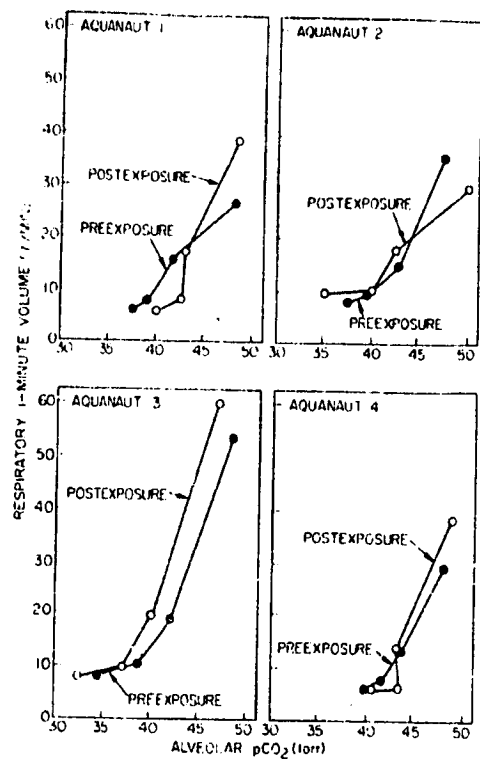 AQUANAUT 1
60
50
40
30
20
10
0
POSTEXPOSURE
PREEXPOSURE
30 35 40 45 50
AQUANAUT 2
POSTEXPOSURE
PREEXPOSURE
35 40 45 50
RESPIRATORY 1-MINUTE VOLUME
AQUANAUT 3
60
50
40
30
20
10
0
POSTEXPOSURE
PREEXPOSURE
30 35 40 45 50
AQUANAUT 4
POSTEXPOSURE
PREEXPOSURE
30 35 40 45 50
ALVEOLAR pCO2 (torr)